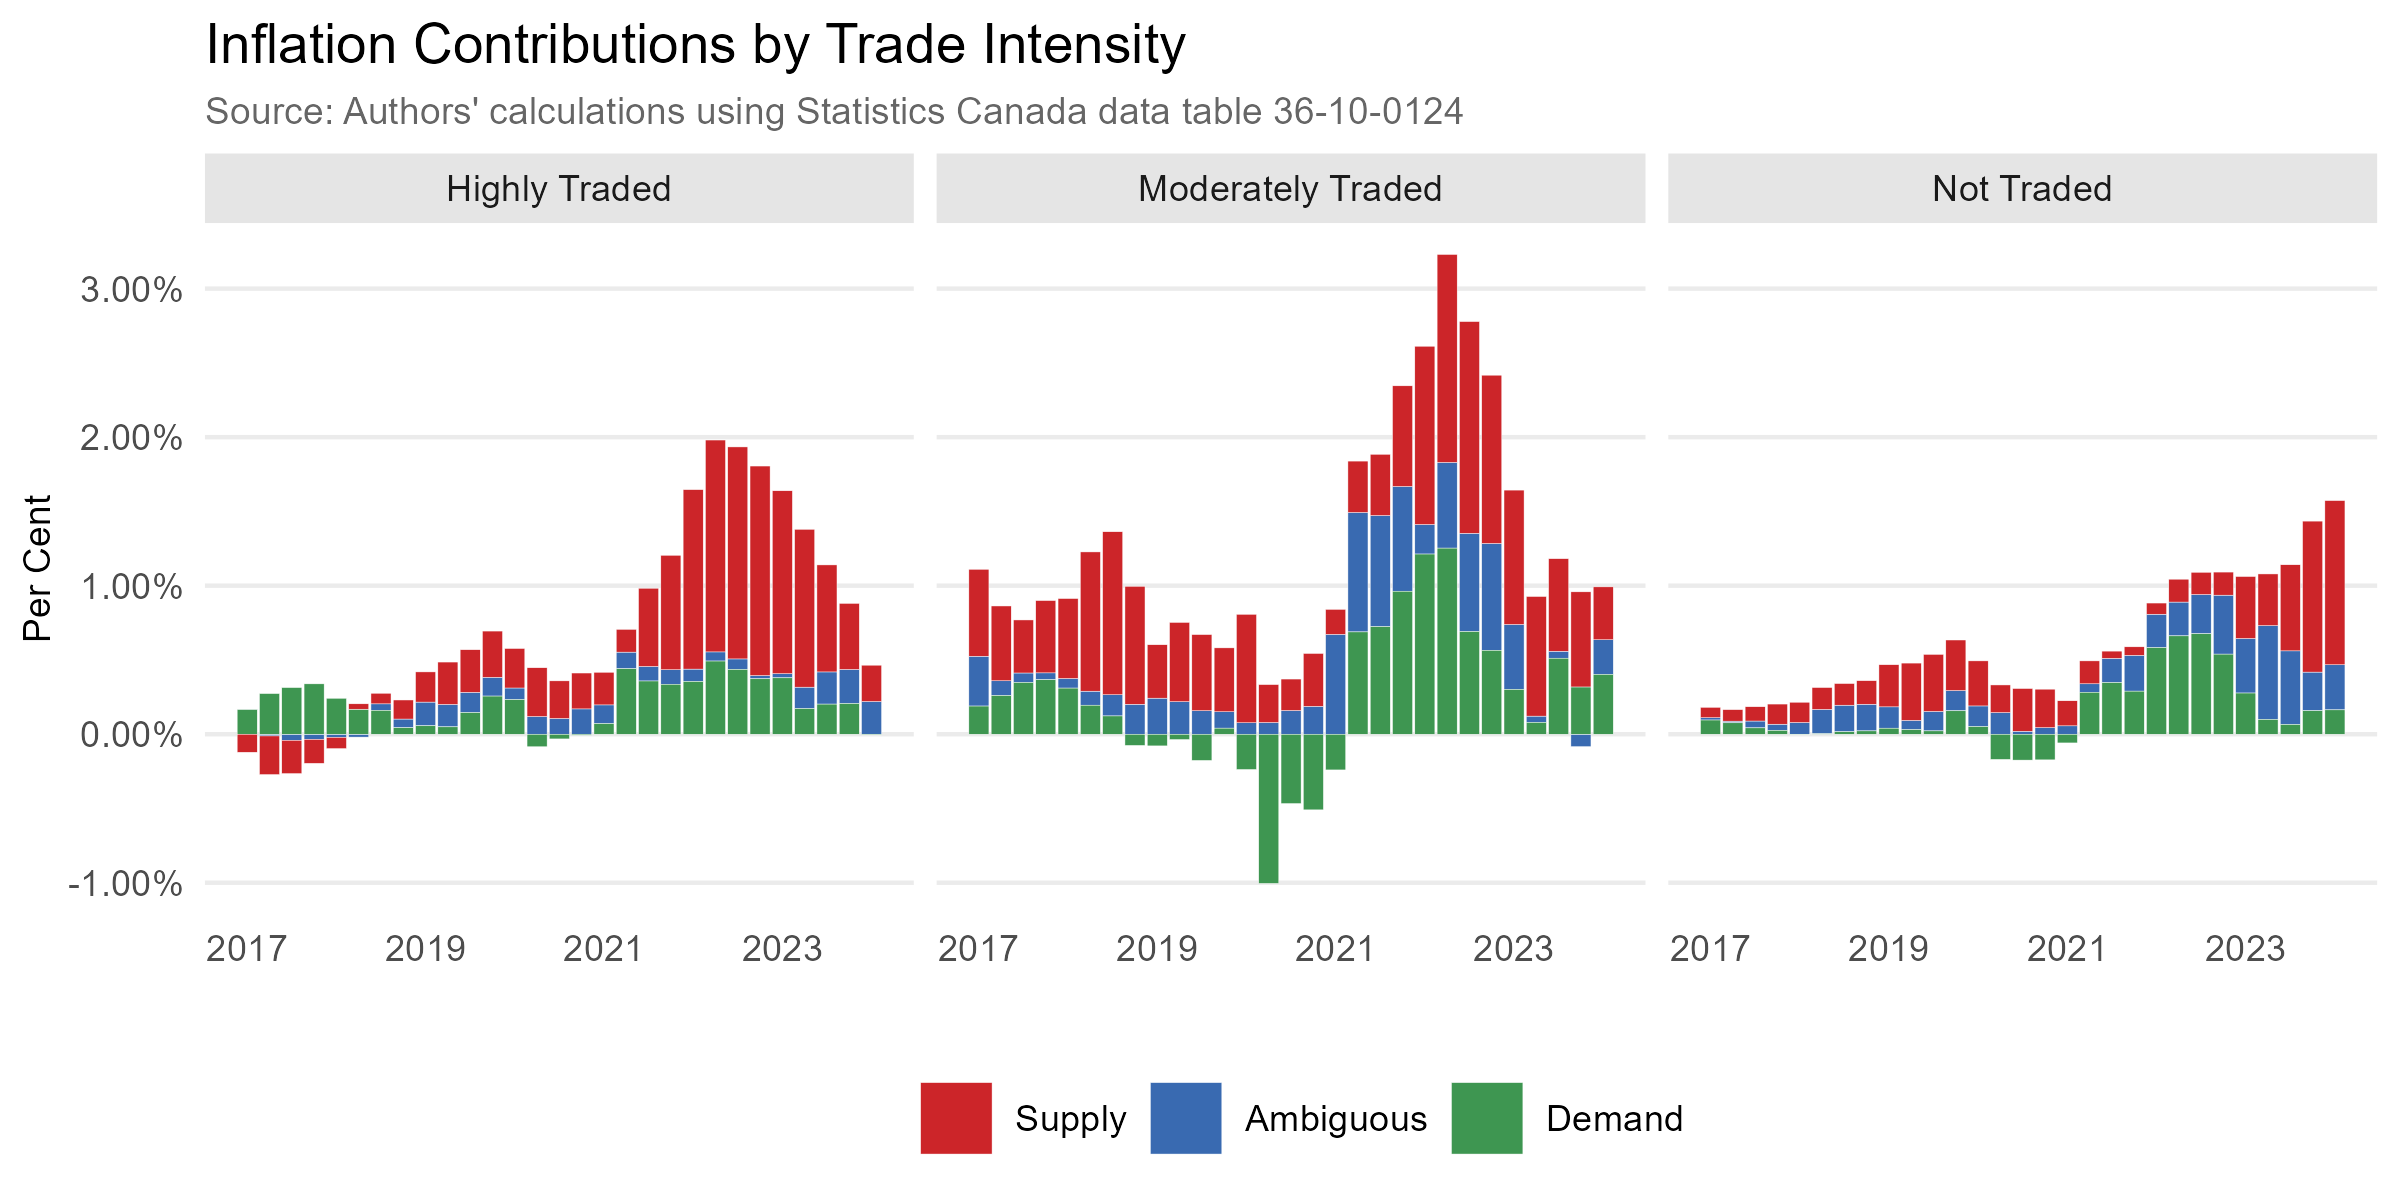 Inflation Contributions by Trade Intensity
Source: Authors' calculations using Statistics Canada data table 36-10-0124
Highly Traded
Moderately Traded
Not Traded
Per Cent
3.00%
2.00%
1.00%
0.00%
-1.00%
2017 2019 2021 2023
2017 2019 2021 2023
2017 2019 2021 2023
Supply Ambiguous Demand